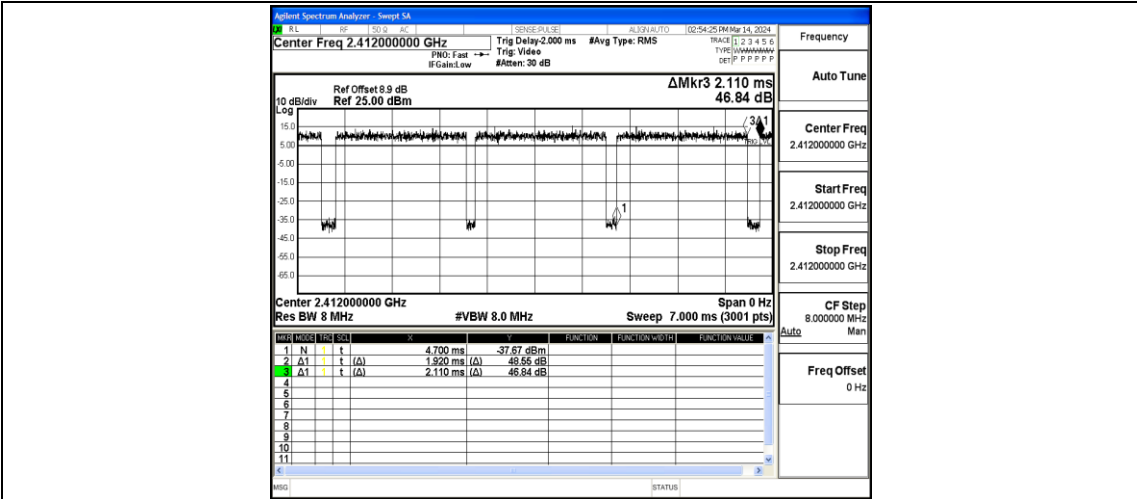 Agilent Spectrum Analyzer - Swept SA
RL RF 50 Ω AC SENSE:PULSE ALIGN AUTO 02:54:25 PM Mar 14, 2024
Center Freq 2.412000000 GHz
PNO: Fast
IFGain:Low
Trig Delay-2.000 ms
Trig: Video
#Atten: 30 dB
#Avg Type: RMS
TRACE 1 2 3 4 5 6
TYPE
DET P P P P P P
Frequency
ΔMkr3 2.110 ms
46.84 dB
Ref Offset 8.9 dB
10 dB/div Ref 25.00 dBm
Log
15.0
5.00
-5.00
-15.0
-25.0
-35.0
-45.0
-55.0
-65.0
3Δ1
TRIG LVL
1
Center 2.412000000 GHz Span 0 Hz
Res BW 8 MHz #VBW 8.0 MHz Sweep 7.000 ms (3001 pts)
MKR MODE TRC SCL X Y FUNCTION FUNCTION WIDTH FUNCTION VALUE
1 N 1 t 4.700 ms -37.67 dBm
2 Δ1 1 t (Δ) 1.920 ms (Δ) 48.55 dB
3 Δ1 1 t (Δ) 2.110 ms (Δ) 46.84 dB
4
5
6
7
8
9
10
11
MSG STATUS
Auto Tune
Center Freq
2.412000000 GHz
Start Freq
2.412000000 GHz
Stop Freq
2.412000000 GHz
CF Step
8.000000 MHz
Auto Man
Freq Offset
0 Hz